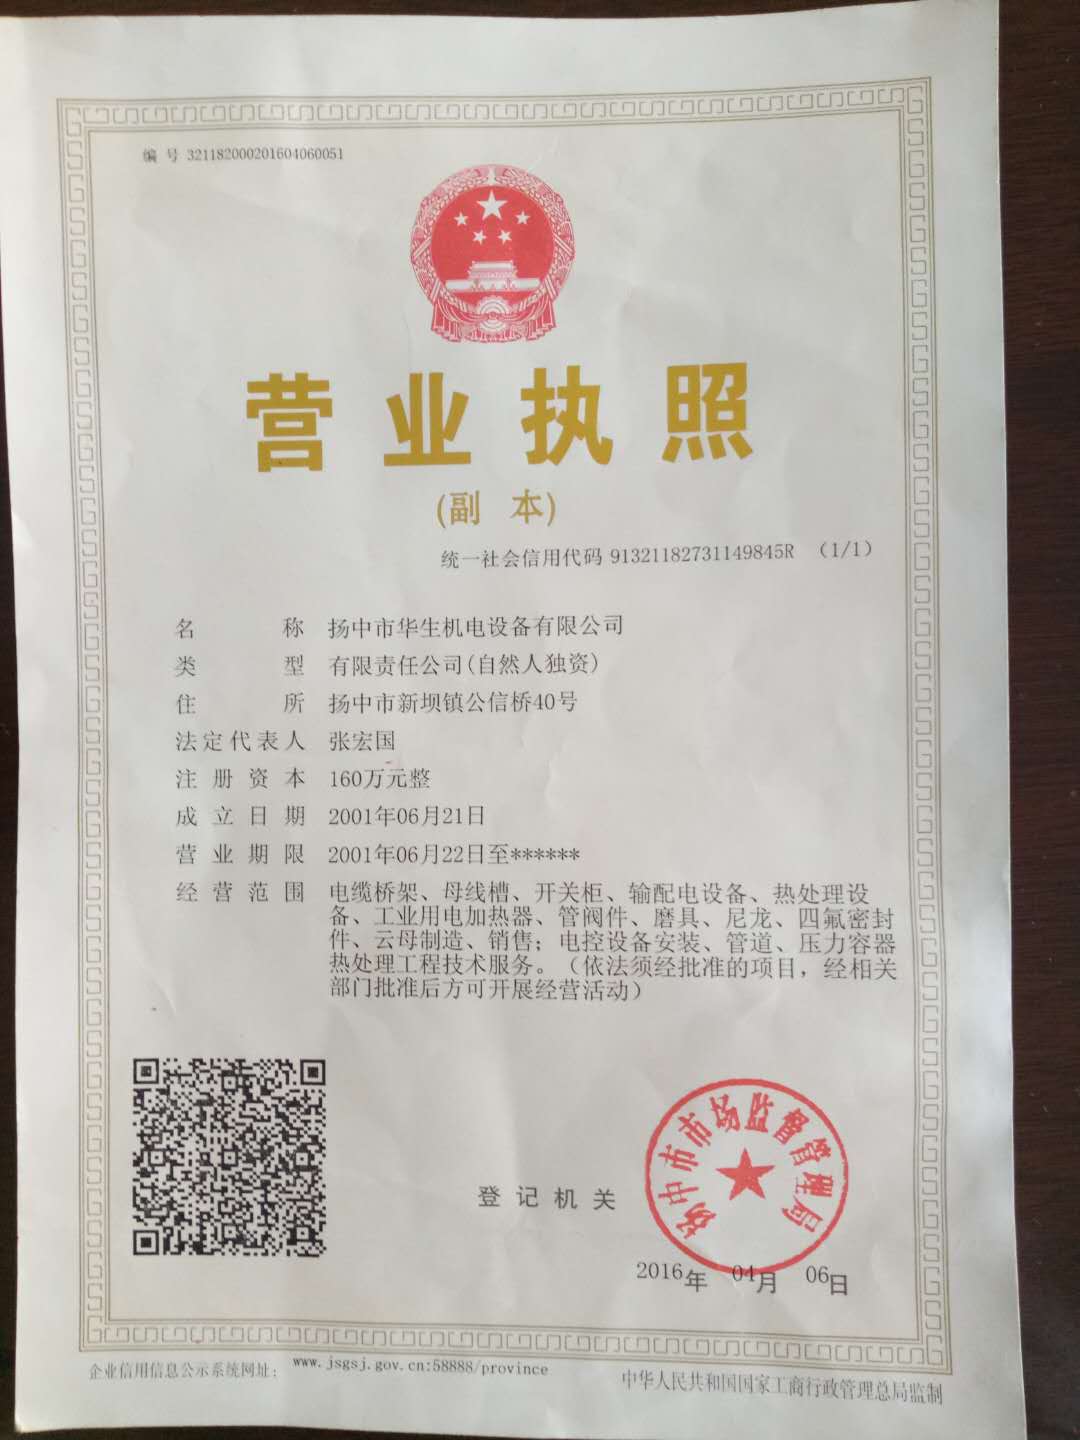 编 号 321182000201604060051
营业执照
(副 本)
统一社会信用代码 91321182731149845R （1/1）
名 称 扬中市华生机电设备有限公司
类 型 有限责任公司(自然人独资)
住 所 扬中市新坝镇公信桥40号
法定代表人 张宏国
注册资本 160万元整
成立日期 2001年06月21日
营业期限 2001年06月22日至******
经营范围 电缆桥架、母线槽、开关柜、输配电设备、热处理设
备、工业用电加热器、管阀件、磨具、尼龙、四氟密封
件、云母制造、销售；电控设备安装、管道、压力容器
热处理工程技术服务。（依法须经批准的项目，经相关
部门批准后方可开展经营活动）
扬中市市场监督管理局
登记机关
2016年 04月 06日
企业信用信息公示系统网址： www.jsgsj.gov.cn:58888/province
中华人民共和国国家工商行政管理总局监制